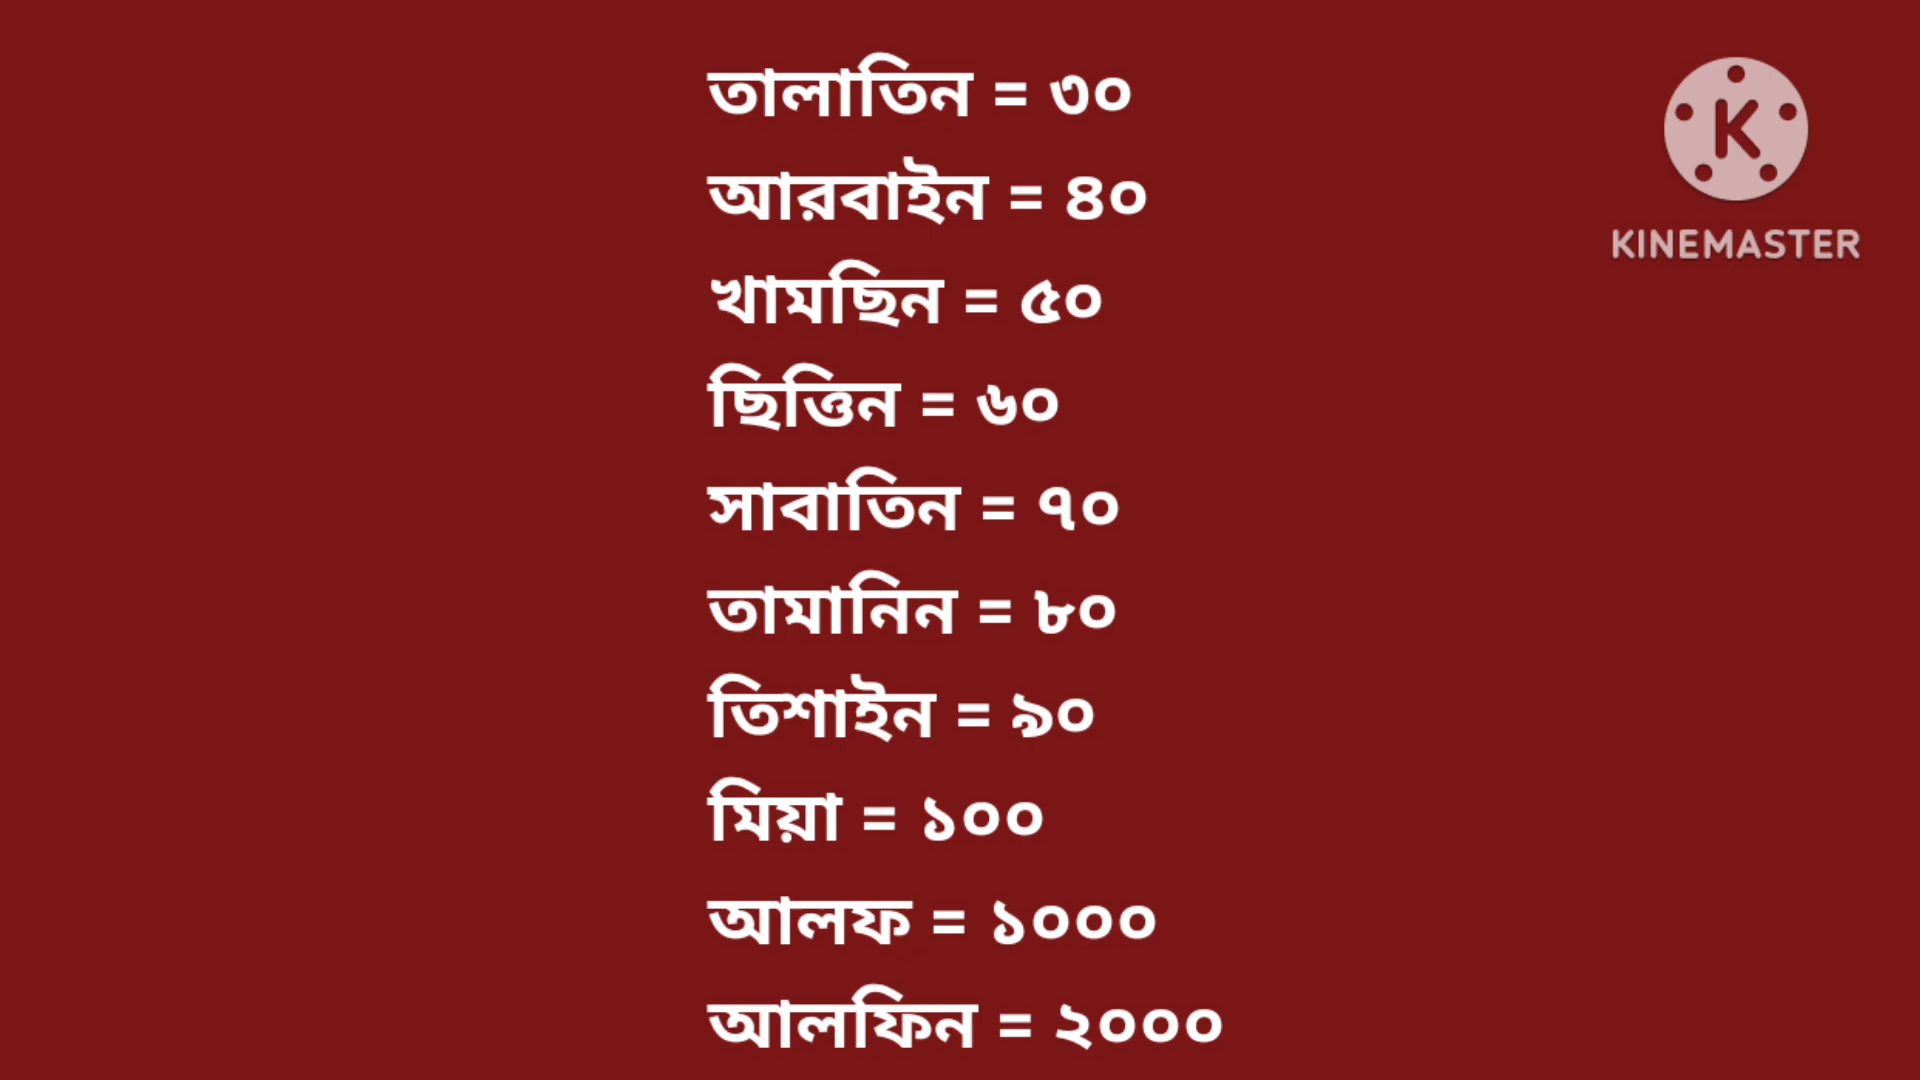 তালাতিন = ৩০
আরবাইন = ৪০
খামছিন = ৫০
ছিত্তিন = ৬০
সাবাতিন = ৭০
তামানিন = ৮০
তিশাইন = ৯০
মিয়া = ১০০
আলফ = ১০০০
আলফিন = ২০০০
K
KINEMASTER